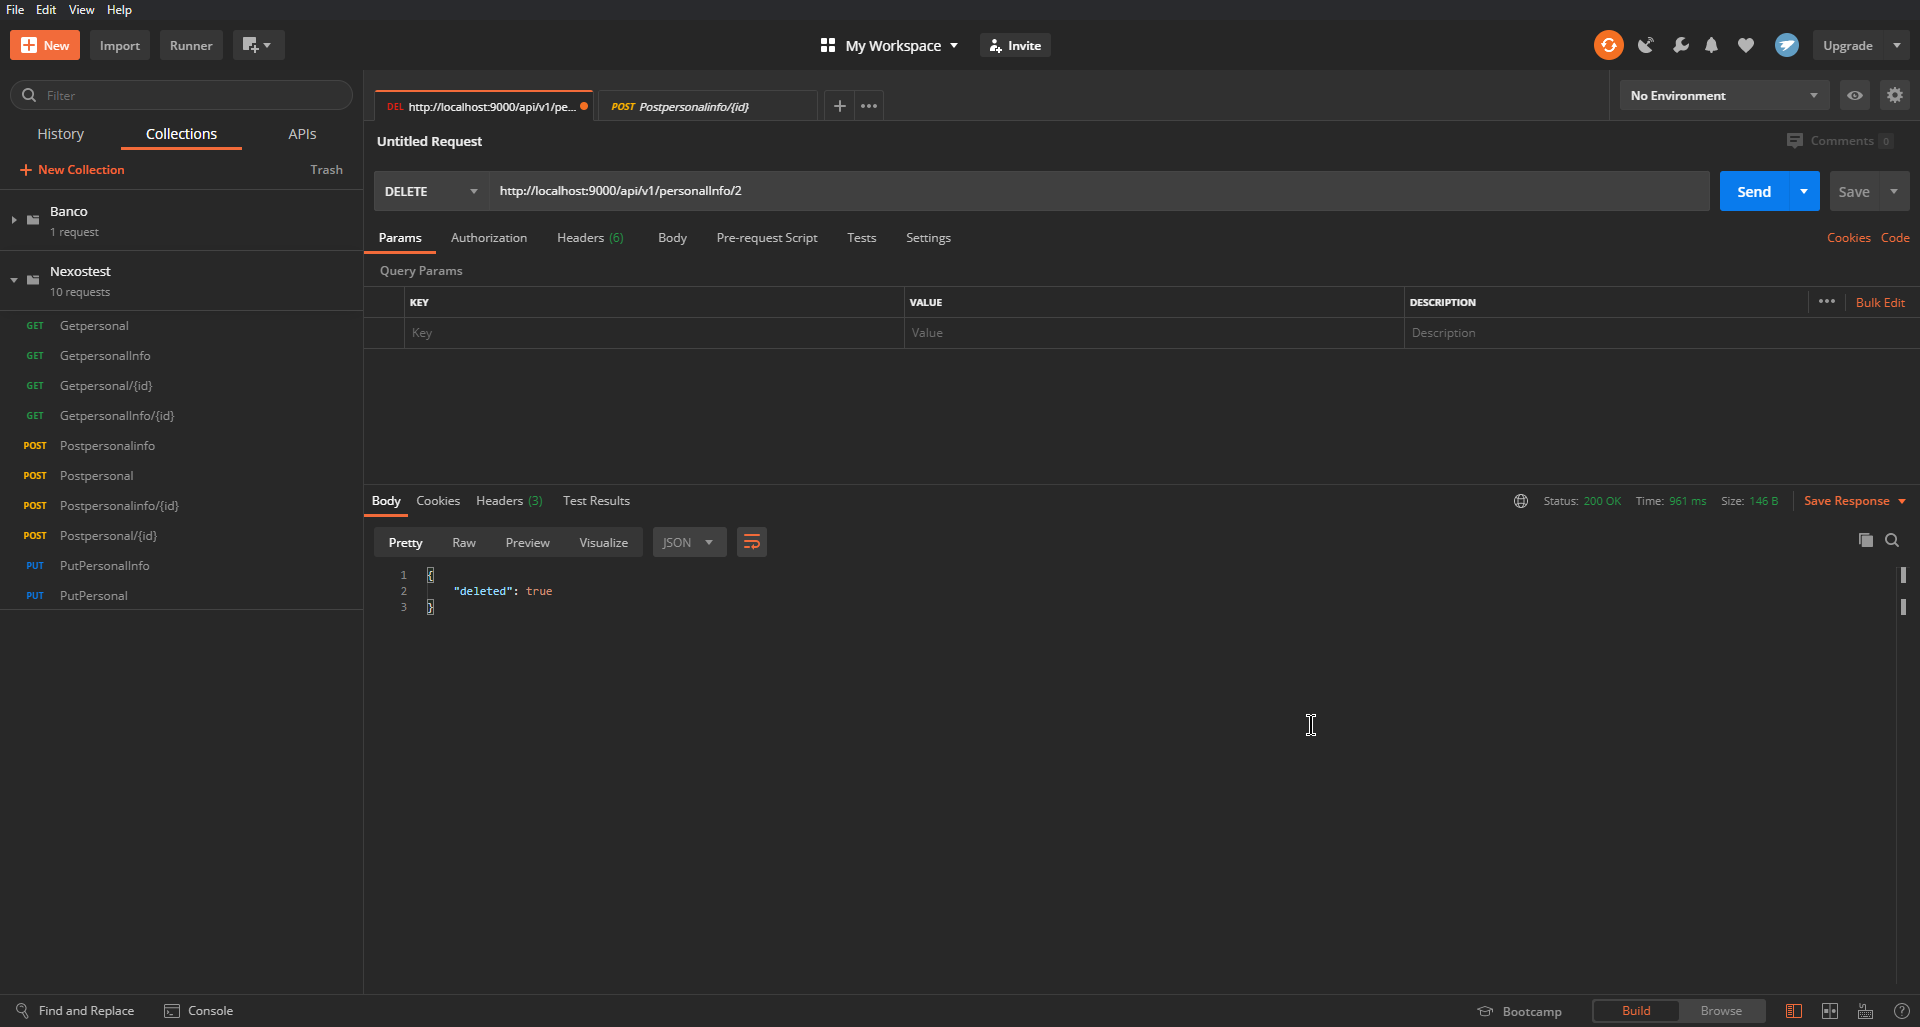 File Edit View Help
New Import Runner My Workspace Invite Upgrade
Filter
History Collections APIs
New Collection Trash
Banco
1 request
Nexostest
10 requests
GET Getpersonal
GET GetpersonalInfo
GET Getpersonal/{id}
GET GetpersonalInfo/{id}
POST Postpersonalinfo
POST Postpersonal
POST Postpersonalinfo/{id}
POST Postpersonal/{id}
PUT PutPersonalInfo
PUT PutPersonal
DEL http://localhost:9000/api/v1/pe... POST Postpersonalinfo/{id} No Environment
Untitled Request Comments 0
DELETE http://localhost:9000/api/v1/personalInfo/2 Send Save
Params Authorization Headers (6) Body Pre-request Script Tests Settings Cookies Code
Query Params
KEY VALUE DESCRIPTION Bulk Edit
Key Value Description
Body Cookies Headers (3) Test Results Status: 200 OK Time: 961 ms Size: 146 B Save Response
Pretty Raw Preview Visualize JSON
1 {
2 "deleted": true
3 }
Find and Replace Console Bootcamp Build Browse